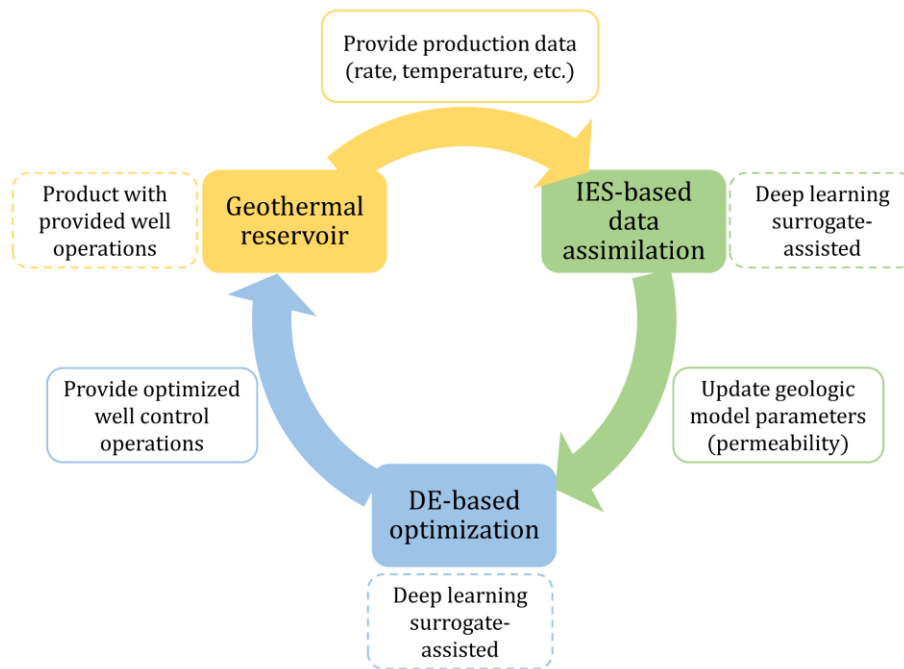 Provide production data
(rate, temperature, etc.)
Product with
provided well
operations
Geothermal
reservoir
IES-based
data
assimilation
Deep learning
surrogate-
assisted
Provide optimized
well control
operations
Update geologic
model parameters
(permeability)
DE-based
optimization
Deep learning
surrogate-
assisted